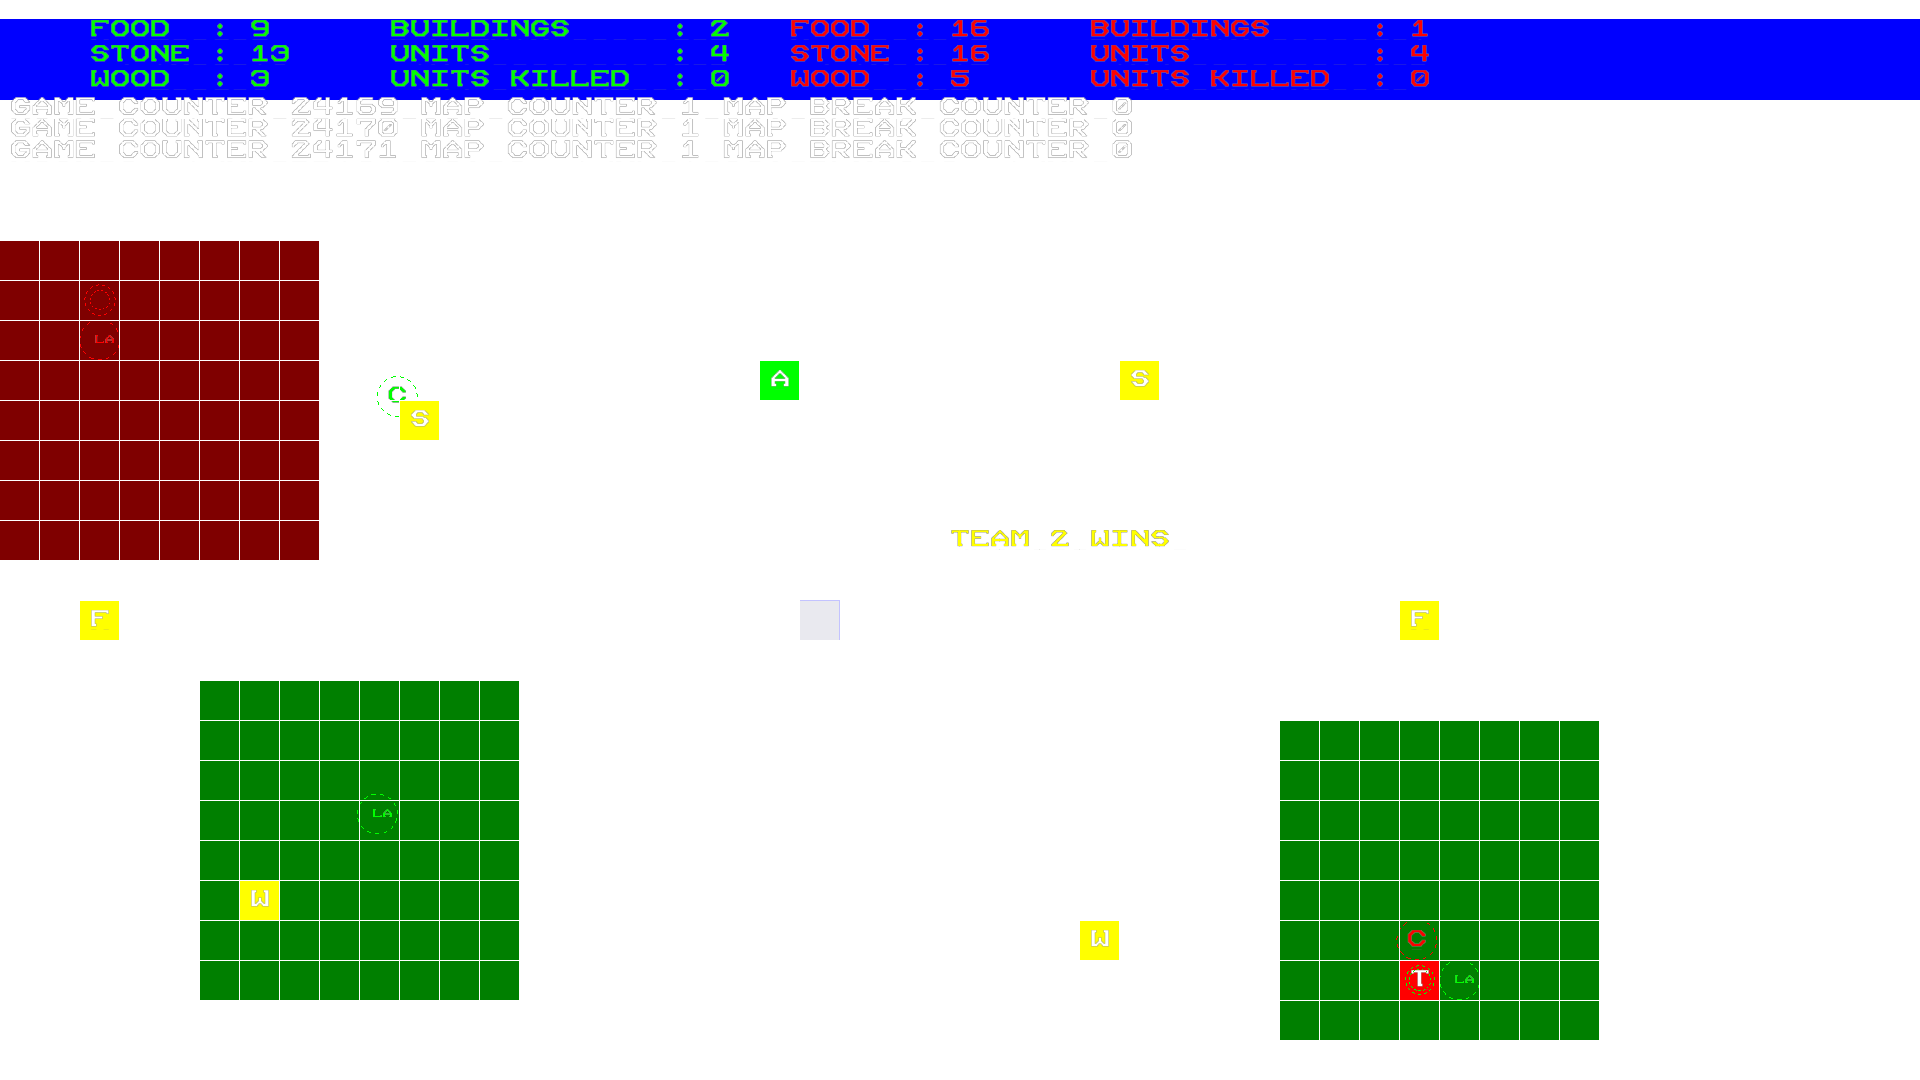 FOOD : 9 BUILDINGS : 2 FOOD : 16 BUILDINGS : 1
STONE : 13 UNITS : 4 STONE : 16 UNITS : 4
WOOD : 3 UNITS KILLED : 0 WOOD : 5 UNITS KILLED : 0
GAME COUNTER 24169 MAP COUNTER 1 MAP BREAK COUNTER 0
GAME COUNTER 24170 MAP COUNTER 1 MAP BREAK COUNTER 0
GAME COUNTER 24171 MAP COUNTER 1 MAP BREAK COUNTER 0
LA
C
A
S
S
TEAM 2 WINS
F
F
LA
W
W
C
T
LA